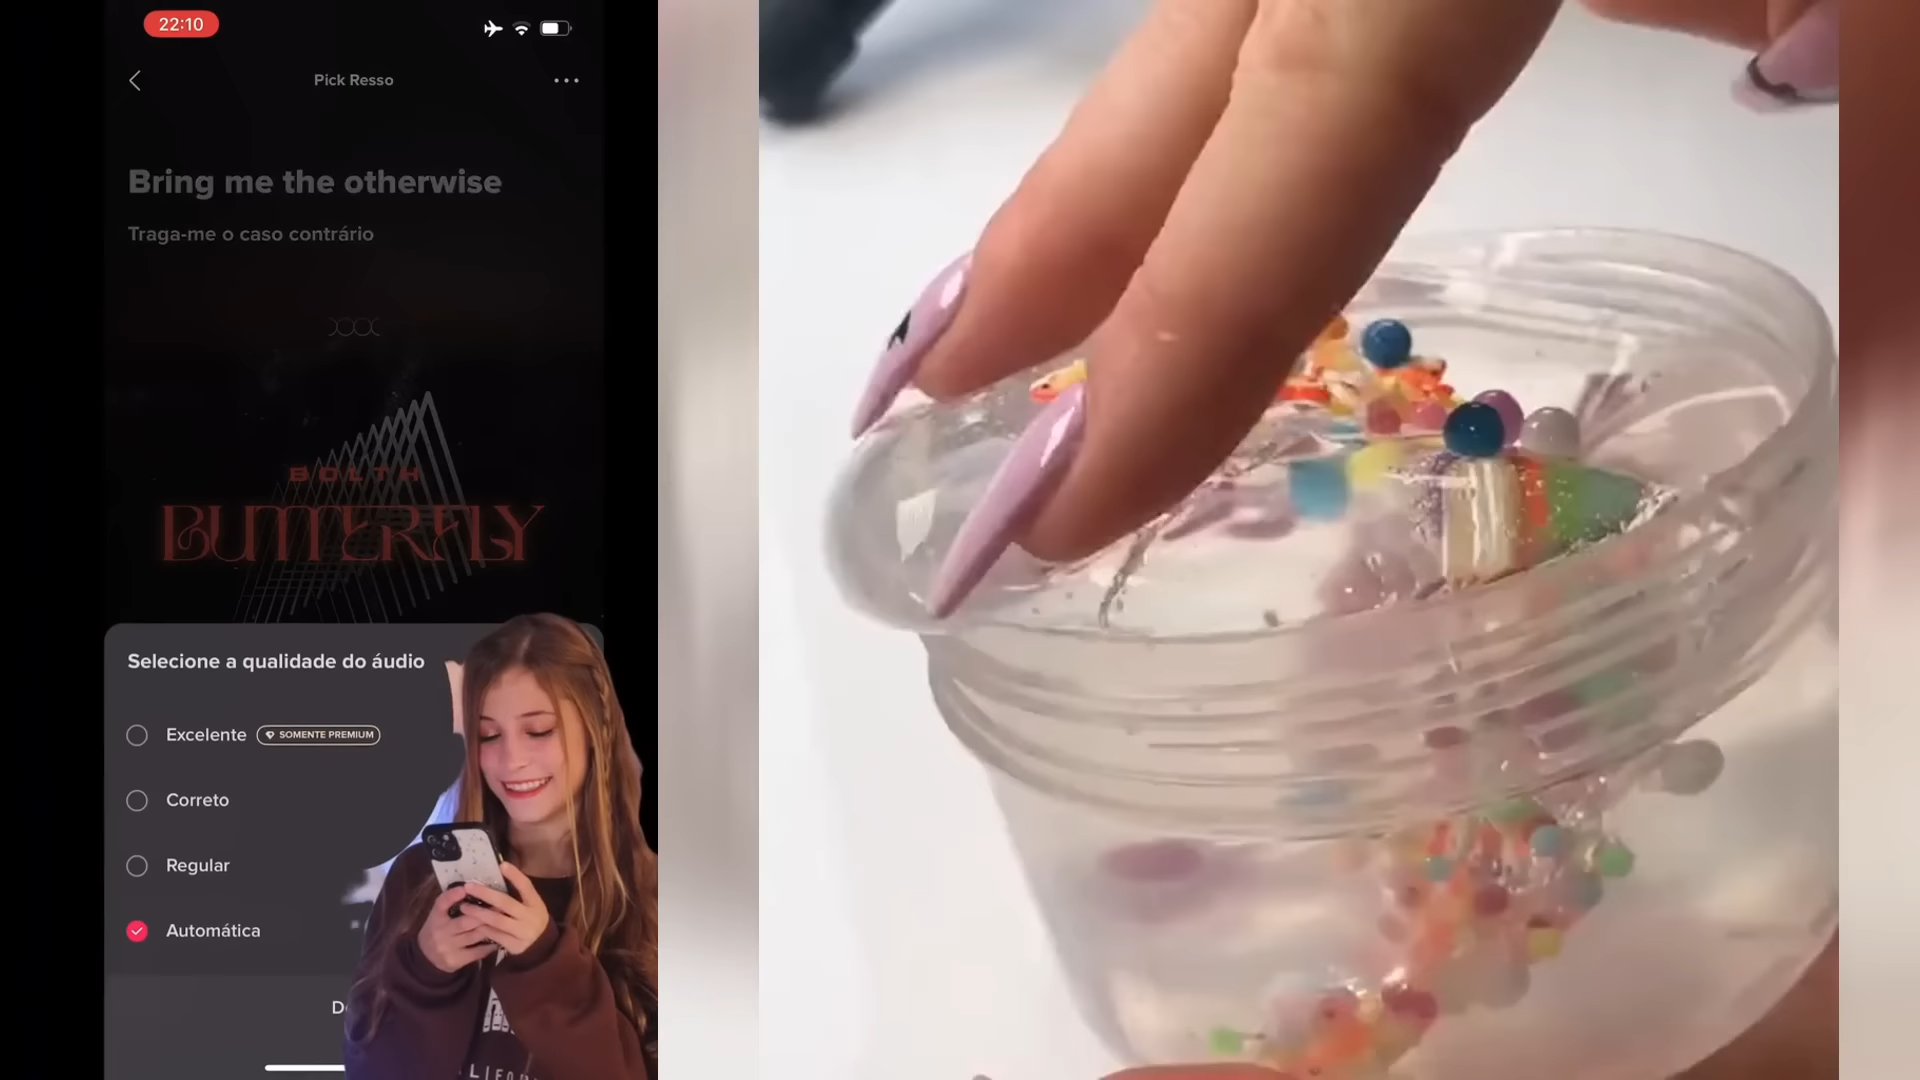 22:10
Pick Resso
Bring me the otherwise
Traga-me o caso contrário
BOLTH
BUTTERFLY
Selecione a qualidade do áudio
Excelente SOMENTE PREMIUM
Correto
Regular
Automática